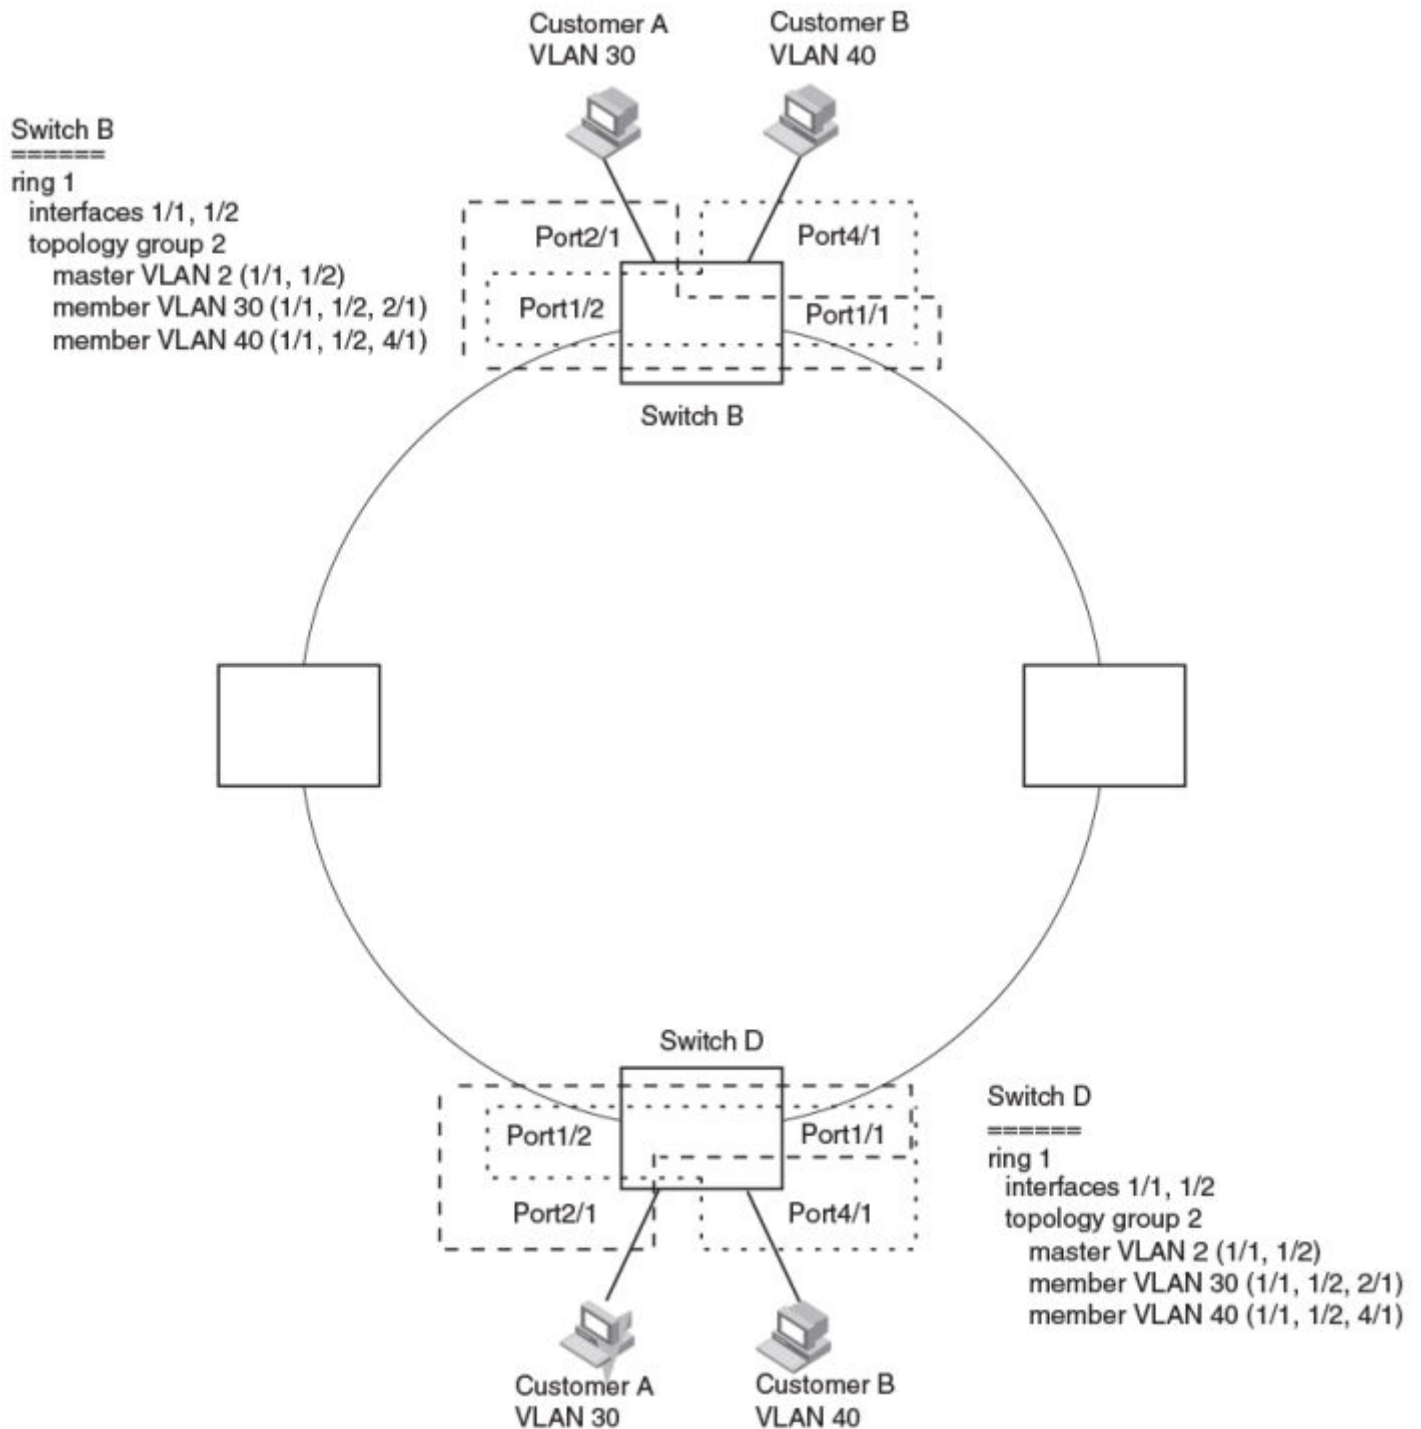 Customer A
VLAN 30
Customer B
VLAN 40
Switch B
======
ring 1
interfaces 1/1, 1/2
topology group 2
master VLAN 2 (1/1, 1/2)
member VLAN 30 (1/1, 1/2, 2/1)
member VLAN 40 (1/1, 1/2, 4/1)
Port2/1
Port4/1
Port1/2
Port1/1
Switch B
Switch D
Port1/2
Port1/1
Port2/1
Port4/1
Switch D
======
ring 1
interfaces 1/1, 1/2
topology group 2
master VLAN 2 (1/1, 1/2)
member VLAN 30 (1/1, 1/2, 2/1)
member VLAN 40 (1/1, 1/2, 4/1)
Customer A
VLAN 30
Customer B
VLAN 40